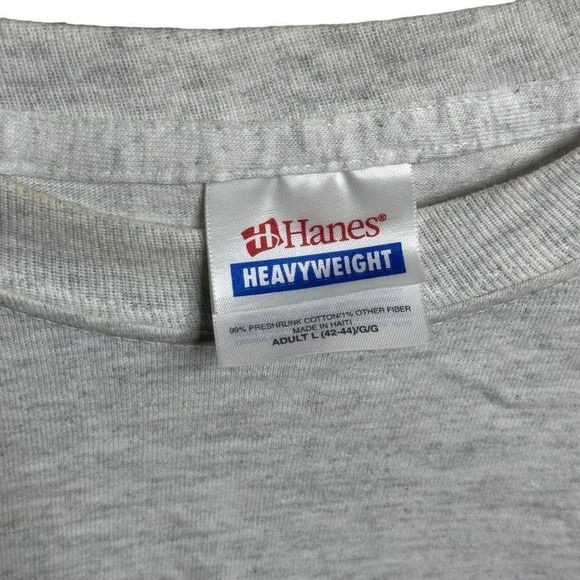 Hanes®
HEAVYWEIGHT
99% PRESHRUNK COTTON/1% OTHER FIBER
MADE IN HAITI
ADULT L (42-44)/G/G